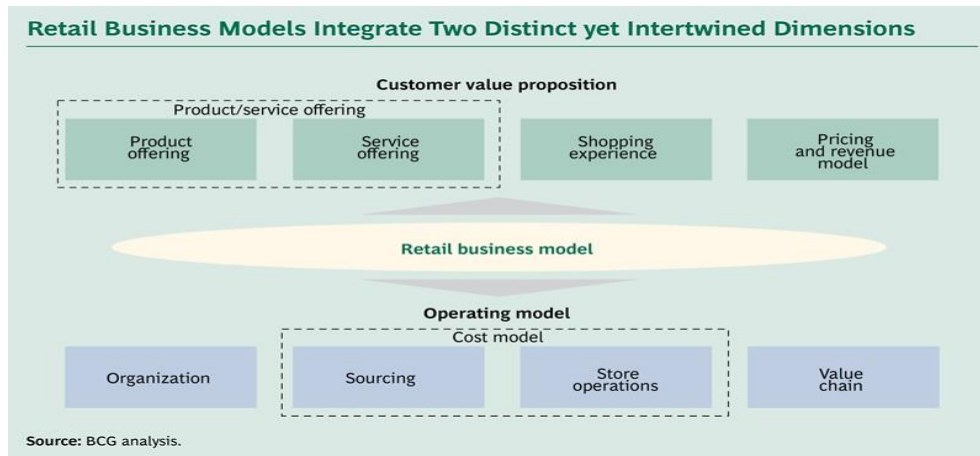 Retail Business Models Integrate Two Distinct yet Intertwined Dimensions
Customer value proposition
Product/service offering
Product
offering
Service
offering
Shopping
experience
Pricing
and revenue
model
Retail business model
Operating model
Cost model
Organization
Sourcing
Store
operations
Value
chain
Source: BCG analysis.